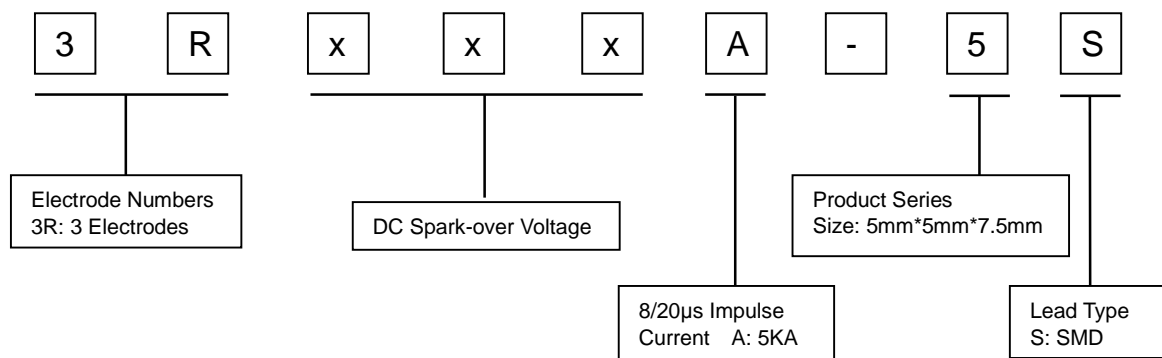 3 R x x x A - 5 S
Electrode Numbers
3R: 3 Electrodes
DC Spark-over Voltage
Product Series
Size: 5mm*5mm*7.5mm
8/20μs Impulse
Current A: 5KA
Lead Type
S: SMD